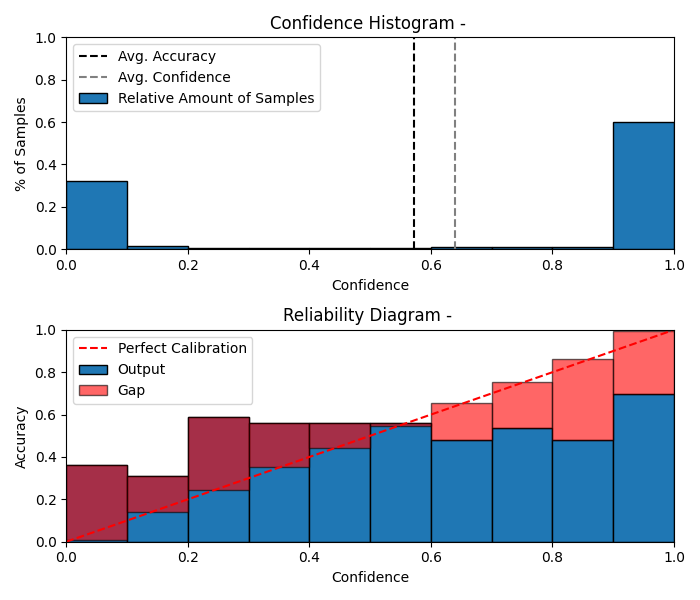 Confidence Histogram -
1.0
0.8
0.6
0.4
0.2
0.0
% of Samples
Avg. Accuracy
Avg. Confidence
Relative Amount of Samples
0.0 0.2 0.4 0.6 0.8 1.0
Confidence
Reliability Diagram -
1.0
0.8
0.6
0.4
0.2
0.0
Accuracy
Perfect Calibration
Output
Gap
0.0 0.2 0.4 0.6 0.8 1.0
Confidence